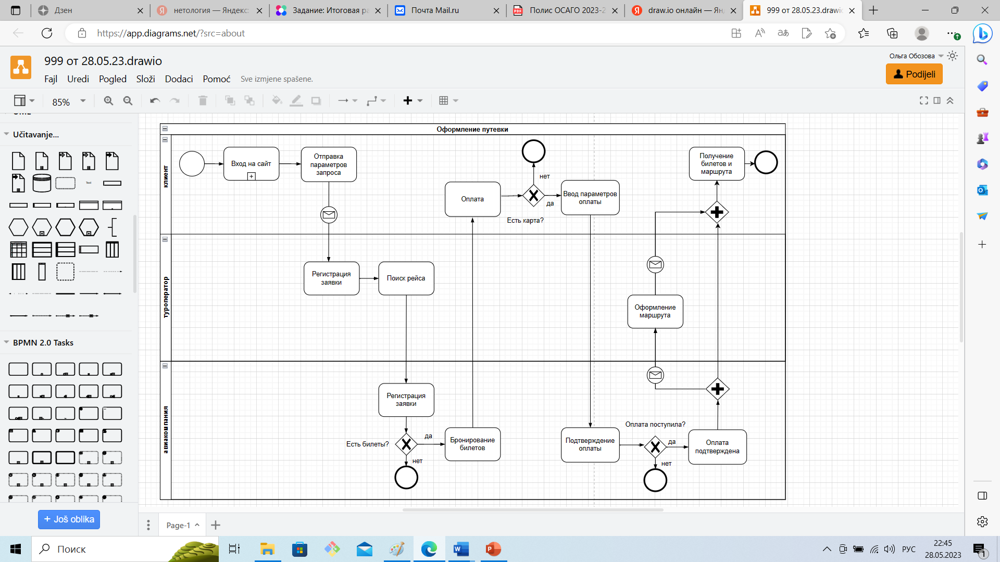 Дзен
нетология — Яндекс
Задание: Итоговая ра
Почта Mail.ru
Полис ОСАГО 2023-2
draw.io онлайн — Ян
999 от 28.05.23.drawio
https://app.diagrams.net/?src=about
999 от 28.05.23.drawio
Fajl Uredi Pogled Složi Dodaci Pomoć Sve izmjene spašene.
Ольга Обозова
Podijeli
85%
UML
Učitavanje...
Text
BPMN 2.0 Tasks
+ Još oblika
Оформление путевки
клиент
Вход на сайт
Отправка
параметров
запроса
Оплата
нет
да
Есть карта?
Ввод параметров
оплаты
Получение
билетов и
маршрута
туроператор
Регистрация
заявки
Поиск рейса
Оформление
маршрута
авиакомпания
Регистрация
заявки
Есть билеты?
да
нет
Бронирование
билетов
Подтверждение
оплаты
Оплата поступила?
да
нет
Оплата
подтверждена
Page-1
Поиск
РУС
22:45
28.05.2023
1